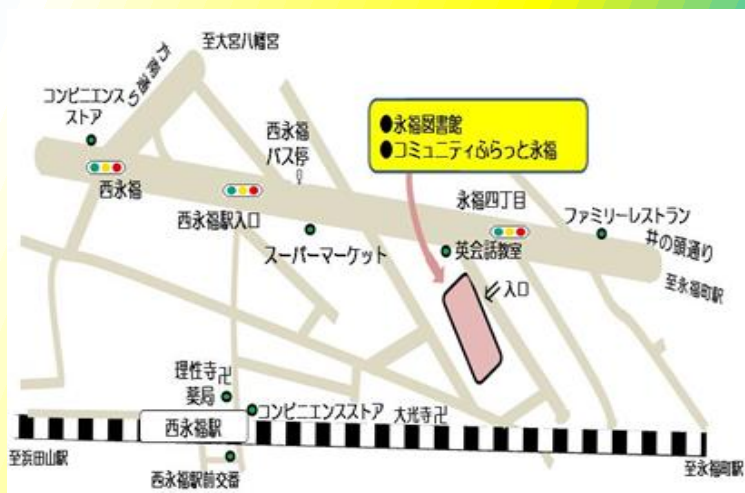 至大宮八幡宮
方南通り
コンビニエンス
ストア
西永福
バス停
●永福図書館
●コミュニティふらっと永福
西永福
西永福駅入口
永福四丁目
ファミリーレストラン
井の頭通り
スーパーマーケット
英会話教室
至永福町駅
入口
理性寺卍
薬局
コンビニエンスストア
大光寺卍
西永福駅
至浜田山駅
西永福駅前交番
至永福町駅